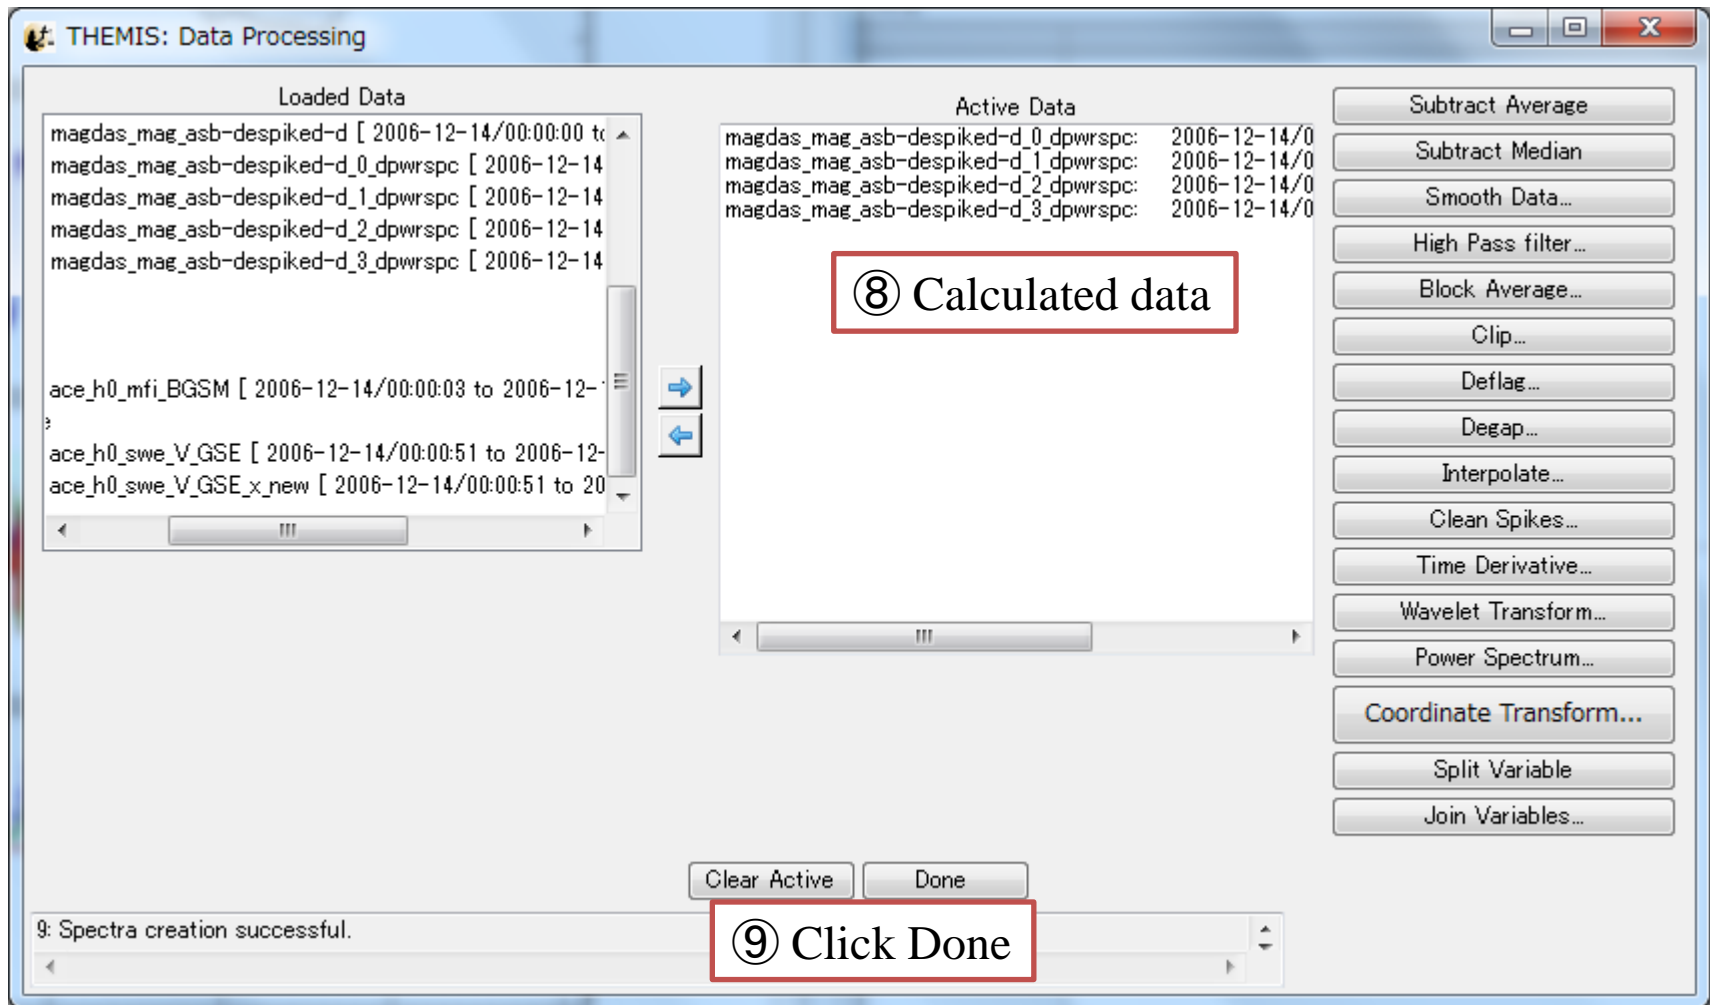 THEMIS: Data Processing
Loaded Data
magdas_mag_asb-despiked-d [ 2006-12-14/00:00:00 to
magdas_mag_asb-despiked-d_0_dpwrspc [ 2006-12-14
magdas_mag_asb-despiked-d_1_dpwrspc [ 2006-12-14
magdas_mag_asb-despiked-d_2_dpwrspc [ 2006-12-14
magdas_mag_asb-despiked-d_3_dpwrspc [ 2006-12-14
ace_h0_mfi_BGSM [ 2006-12-14/00:00:03 to 2006-12-
ace_h0_swe_V_GSE [ 2006-12-14/00:00:51 to 2006-12-
ace_h0_swe_V_GSE_x_new [ 2006-12-14/00:00:51 to 20
Active Data
magdas_mag_asb-despiked-d_0_dpwrspc: 2006-12-14/0
magdas_mag_asb-despiked-d_1_dpwrspc: 2006-12-14/0
magdas_mag_asb-despiked-d_2_dpwrspc: 2006-12-14/0
magdas_mag_asb-despiked-d_3_dpwrspc: 2006-12-14/0
⑧ Calculated data
Subtract Average
Subtract Median
Smooth Data...
High Pass filter...
Block Average...
Clip...
Deflag...
Degap...
Interpolate...
Clean Spikes...
Time Derivative...
Wavelet Transform...
Power Spectrum...
Coordinate Transform...
Split Variable
Join Variables...
Clear Active
Done
9: Spectra creation successful.
⑨ Click Done